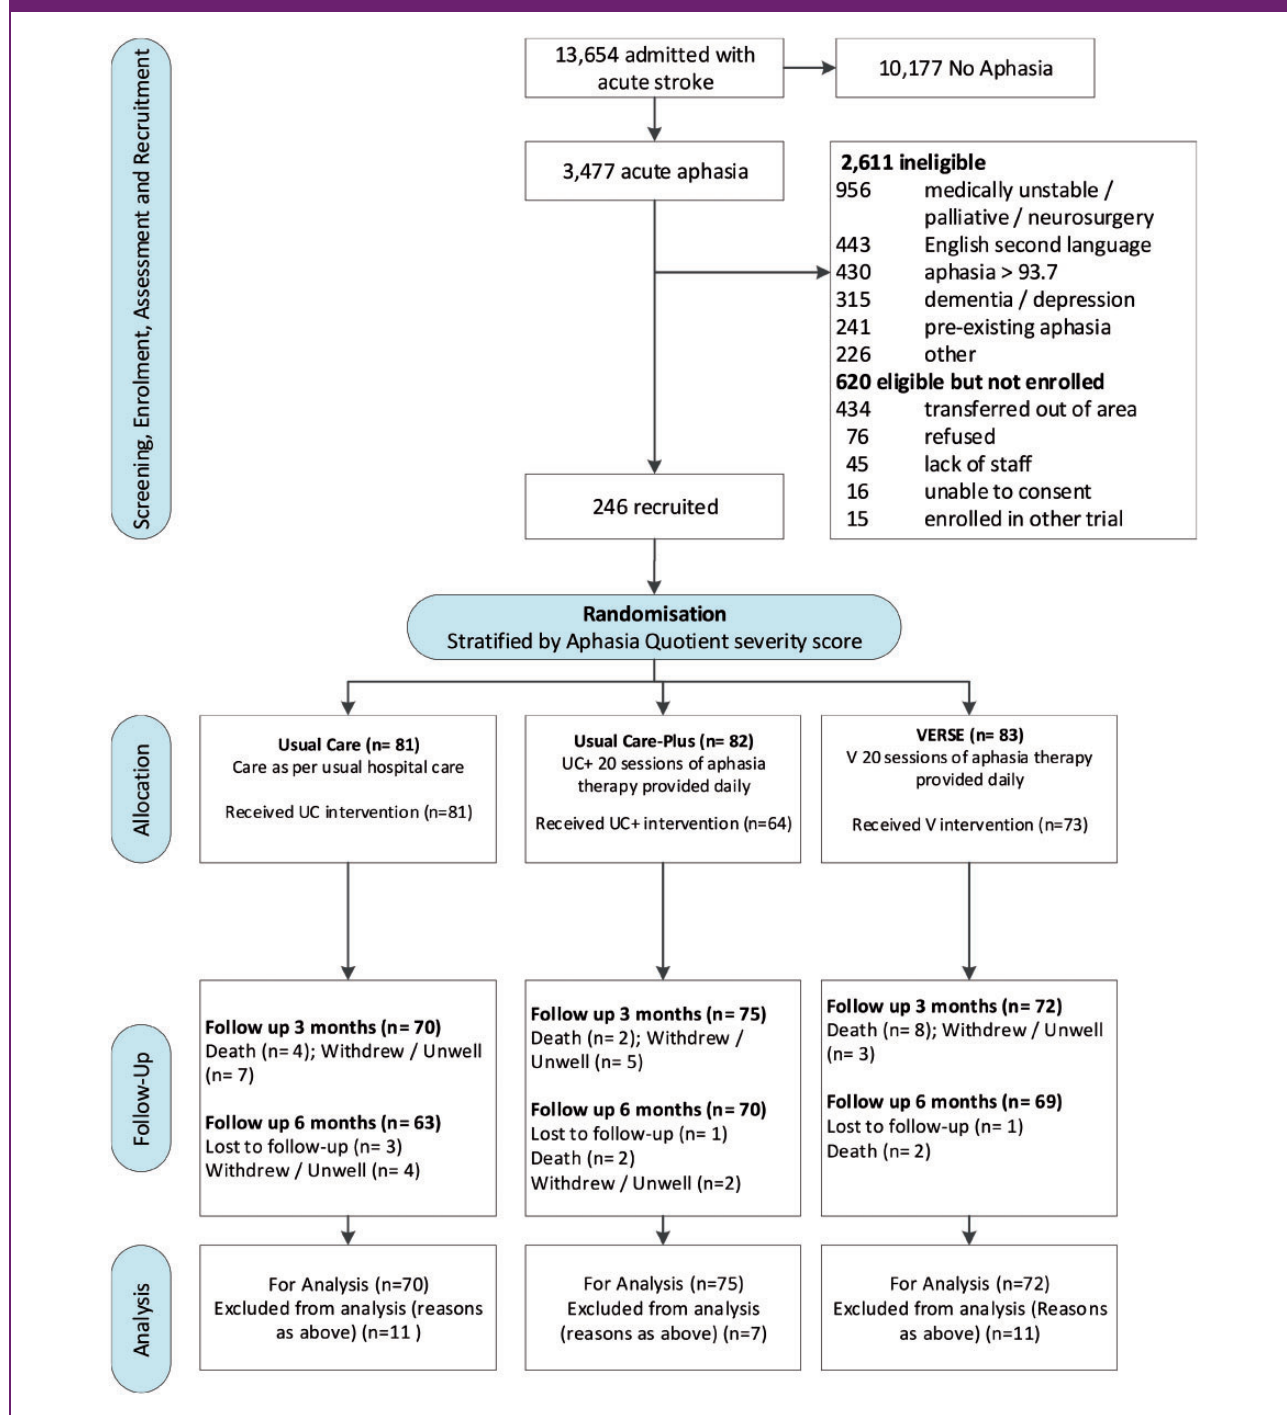 13,654 admitted with
acute stroke
10,177 No Aphasia
3,477 acute aphasia
2,611 ineligible
956 medically unstable /
palliative / neurosurgery
443 English second language
430 aphasia > 93.7
315 dementia / depression
241 pre-existing aphasia
226 other
620 eligible but not enrolled
434 transferred out of area
76 refused
45 lack of staff
16 unable to consent
15 enrolled in other trial
246 recruited
Screening, Enrolment, Assessment and Recruitment
Randomisation
Stratified by Aphasia Quotient severity score
Allocation
Usual Care (n= 81)
Care as per usual hospital care
Received UC intervention (n=81)
Usual Care-Plus (n= 82)
UC+ 20 sessions of aphasia
therapy provided daily
Received UC+ intervention (n=64)
VERSE (n= 83)
V 20 sessions of aphasia therapy
provided daily
Received V intervention (n=73)
Follow-Up
Follow up 3 months (n= 70)
Death (n= 4); Withdrew / Unwell
(n= 7)
Follow up 6 months (n= 63)
Lost to follow-up (n= 3)
Withdrew / Unwell (n= 4)
Follow up 3 months (n= 75)
Death (n= 2); Withdrew /
Unwell (n= 5)
Follow up 6 months (n= 70)
Lost to follow-up (n= 1)
Death (n= 2)
Withdrew / Unwell (n=2)
Follow up 3 months (n= 72)
Death (n= 8); Withdrew / Unwell
(n= 3)
Follow up 6 months (n= 69)
Lost to follow-up (n= 1)
Death (n= 2)
Analysis
For Analysis (n=70)
Excluded from analysis (reasons
as above) (n=11 )
For Analysis (n=75)
Excluded from analysis
(reasons as above) (n=7)
For Analysis (n=72)
Excluded from analysis (Reasons
as above) (n=11)